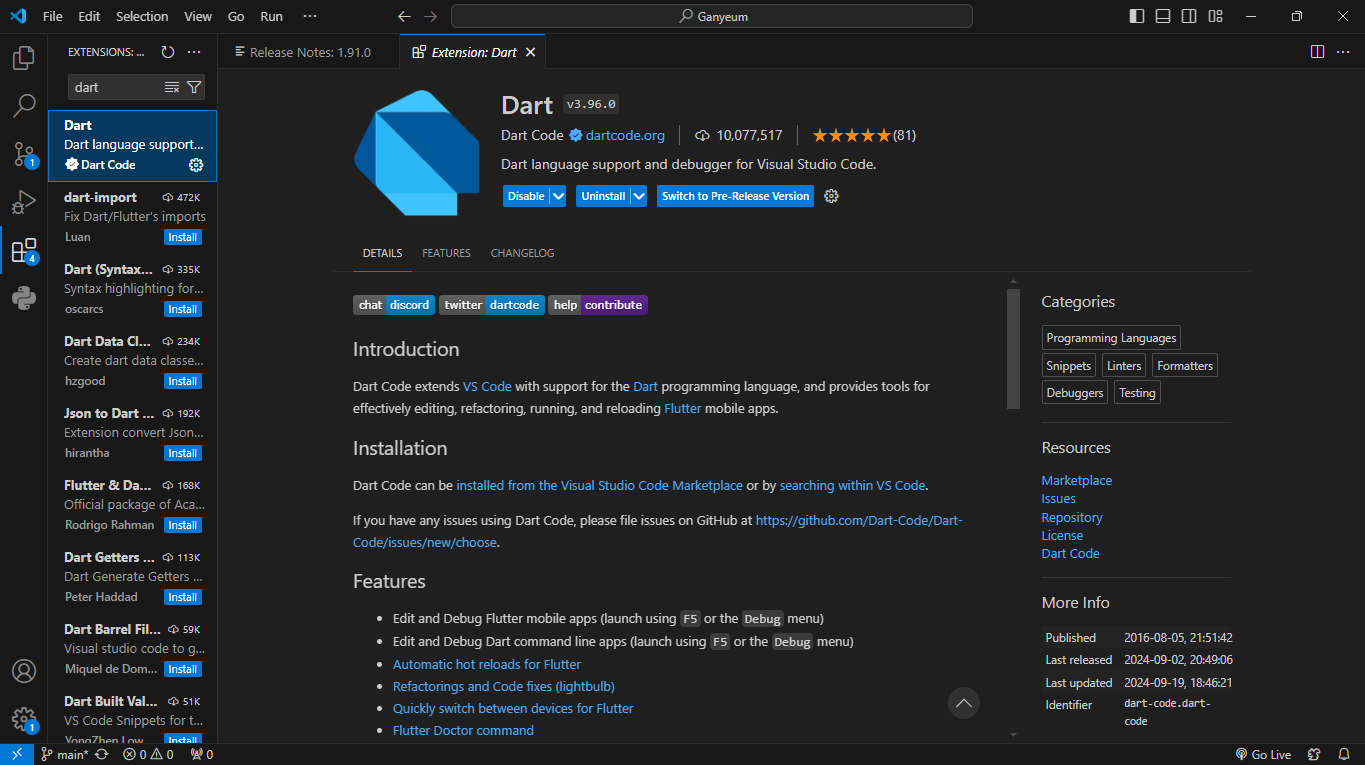 File Edit Selection View Go Run ···
Ganyeum
EXTENSIONS: ... ···
dart
Dart
Dart language support...
Dart Code
dart-import 472K
Fix Dart/Flutter's imports
Luan Install
Dart (Syntax... 335K
Syntax highlighting for...
oscarcs Install
Dart Data Cl... 234K
Create dart data classe...
hzgood Install
Json to Dart ... 192K
Extension convert Json...
hirantha Install
Flutter & Da... 168K
Official package of Aca...
Rodrigo Rahman Install
Dart Getters ... 113K
Dart Generate Getters ...
Peter Haddad Install
Dart Barrel Fil... 59K
Visual studio code to g...
Miquel de Dom... Install
Dart Built Val... 51K
VS Code Snippets for t...
YongZhen Low Install
1
4
1
Release Notes: 1.91.0 Extension: Dart
Dart v3.96.0
Dart Code dartcode.org 10,077,517 (81)
Dart language support and debugger for Visual Studio Code.
Disable Uninstall Switch to Pre-Release Version
DETAILS FEATURES CHANGELOG
chat discord twitter dartcode help contribute
Introduction
Dart Code extends VS Code with support for the Dart programming language, and provides tools for
effectively editing, refactoring, running, and reloading Flutter mobile apps.
Installation
Dart Code can be installed from the Visual Studio Code Marketplace or by searching within VS Code.
If you have any issues using Dart Code, please file issues on GitHub at https://github.com/Dart-Code/Dart-
Code/issues/new/choose.
Features
• Edit and Debug Flutter mobile apps (launch using F5 or the Debug menu)
• Edit and Debug Dart command line apps (launch using F5 or the Debug menu)
• Automatic hot reloads for Flutter
• Refactorings and Code fixes (lightbulb)
• Quickly switch between devices for Flutter
• Flutter Doctor command
Categories
Programming Languages
Snippets Linters Formatters
Debuggers Testing
Resources
Marketplace
Issues
Repository
License
Dart Code
More Info
Published 2016-08-05, 21:51:42
Last released 2024-09-02, 20:49:06
Last updated 2024-09-19, 18:46:21
Identifier dart-code.dart-
code
main* 0 0 0 Go Live